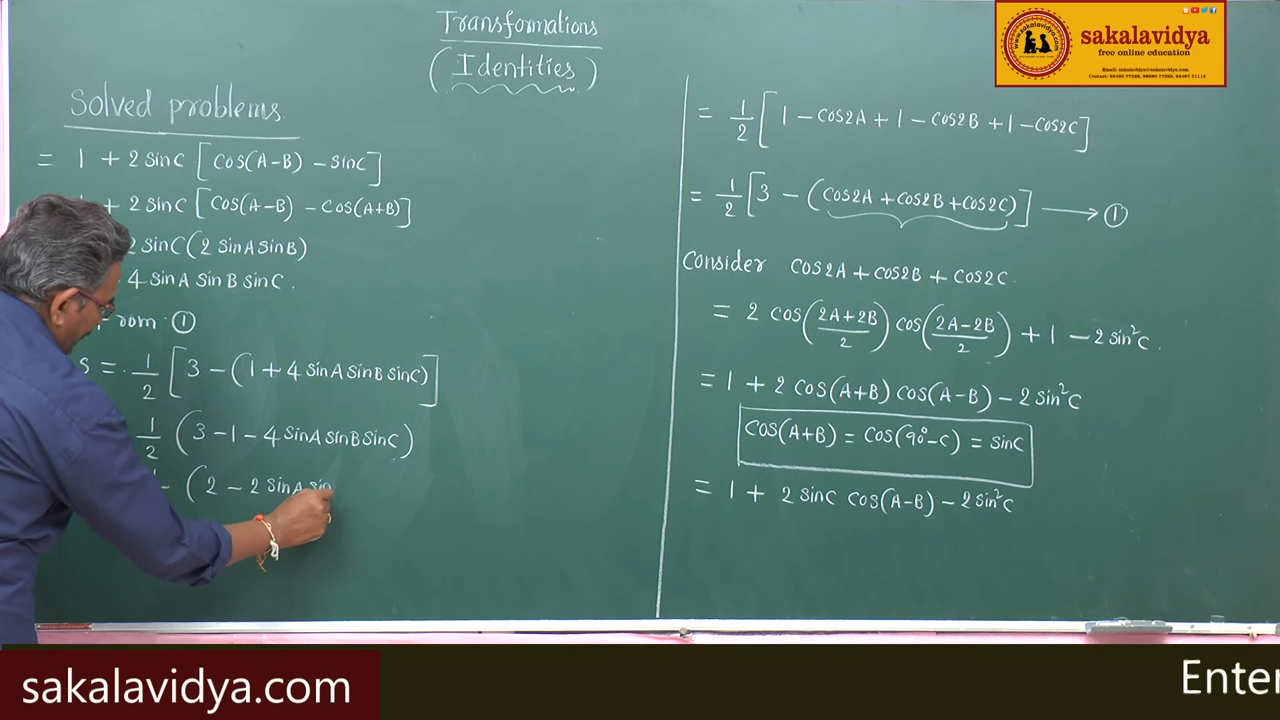 Transformations
(Identities)
sakalavidya
free online education
Email: sakalavidya@sakalavidya.com
Solved problems
= 1 + 2 sinC [cos(A-B) - sinC]
+ 2 sinC [cos(A-B) - cos(A+B)]
2 sinC (2 sinA sinB)
4 sinA sinB sinC.
rom ①
S = 1/2 [3 - (1 + 4 sinA sinB sinC)]
1/2 (3 - 1 - 4 sinA sinB sinC)
(2 - 2 sinA sin
= 1/2 [1 - cos2A + 1 - cos2B + 1 - cos2C]
= 1/2 [3 - (cos2A + cos2B + cos2C)] → ①
Consider cos2A + cos2B + cos2C.
= 2 cos((2A+2B)/2) cos((2A-2B)/2) + 1 - 2 sin²C.
= 1 + 2 cos(A+B) cos(A-B) - 2 sin²C
cos(A+B) = cos(90°-C) = sinC
= 1 + 2 sinC cos(A-B) - 2 sin²C
sakalavidya.com
Enter